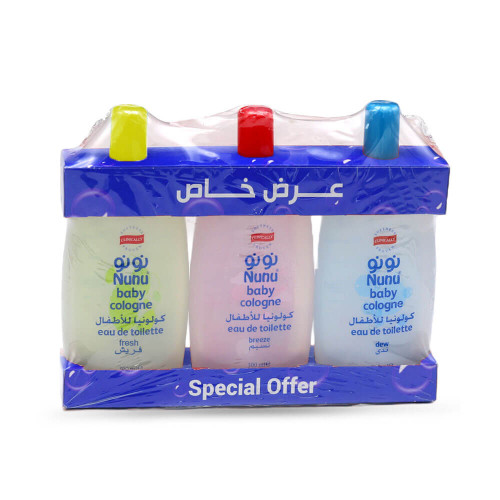 عرض خاص
نونو
Nunu
baby
cologne
كولونيا للأطفال
eau de toilette
fresh
فريش
نونو
Nunu
baby
cologne
كولونيا للأطفال
eau de toilette
breeze
نسيم
نونو
Nunu
baby
cologne
كولونيا للأطفال
eau de toilette
dew
ندى
Special Offer